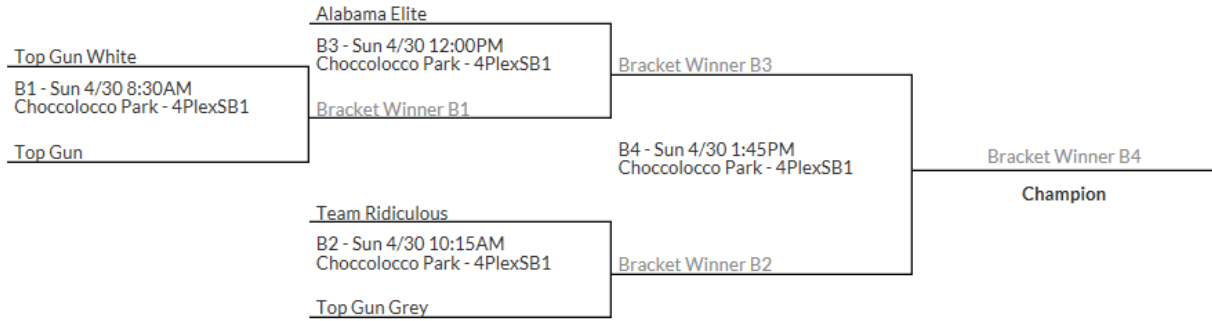 Alabama Elite
Top Gun White
B3 - Sun 4/30 12:00PM
Choccolocco Park - 4PlexSB1
Bracket Winner B3
B1 - Sun 4/30 8:30AM
Choccolocco Park - 4PlexSB1
Bracket Winner B1
Top Gun
B4 - Sun 4/30 1:45PM
Choccolocco Park - 4PlexSB1
Bracket Winner B4
Champion
Team Ridiculous
B2 - Sun 4/30 10:15AM
Choccolocco Park - 4PlexSB1
Bracket Winner B2
Top Gun Grey